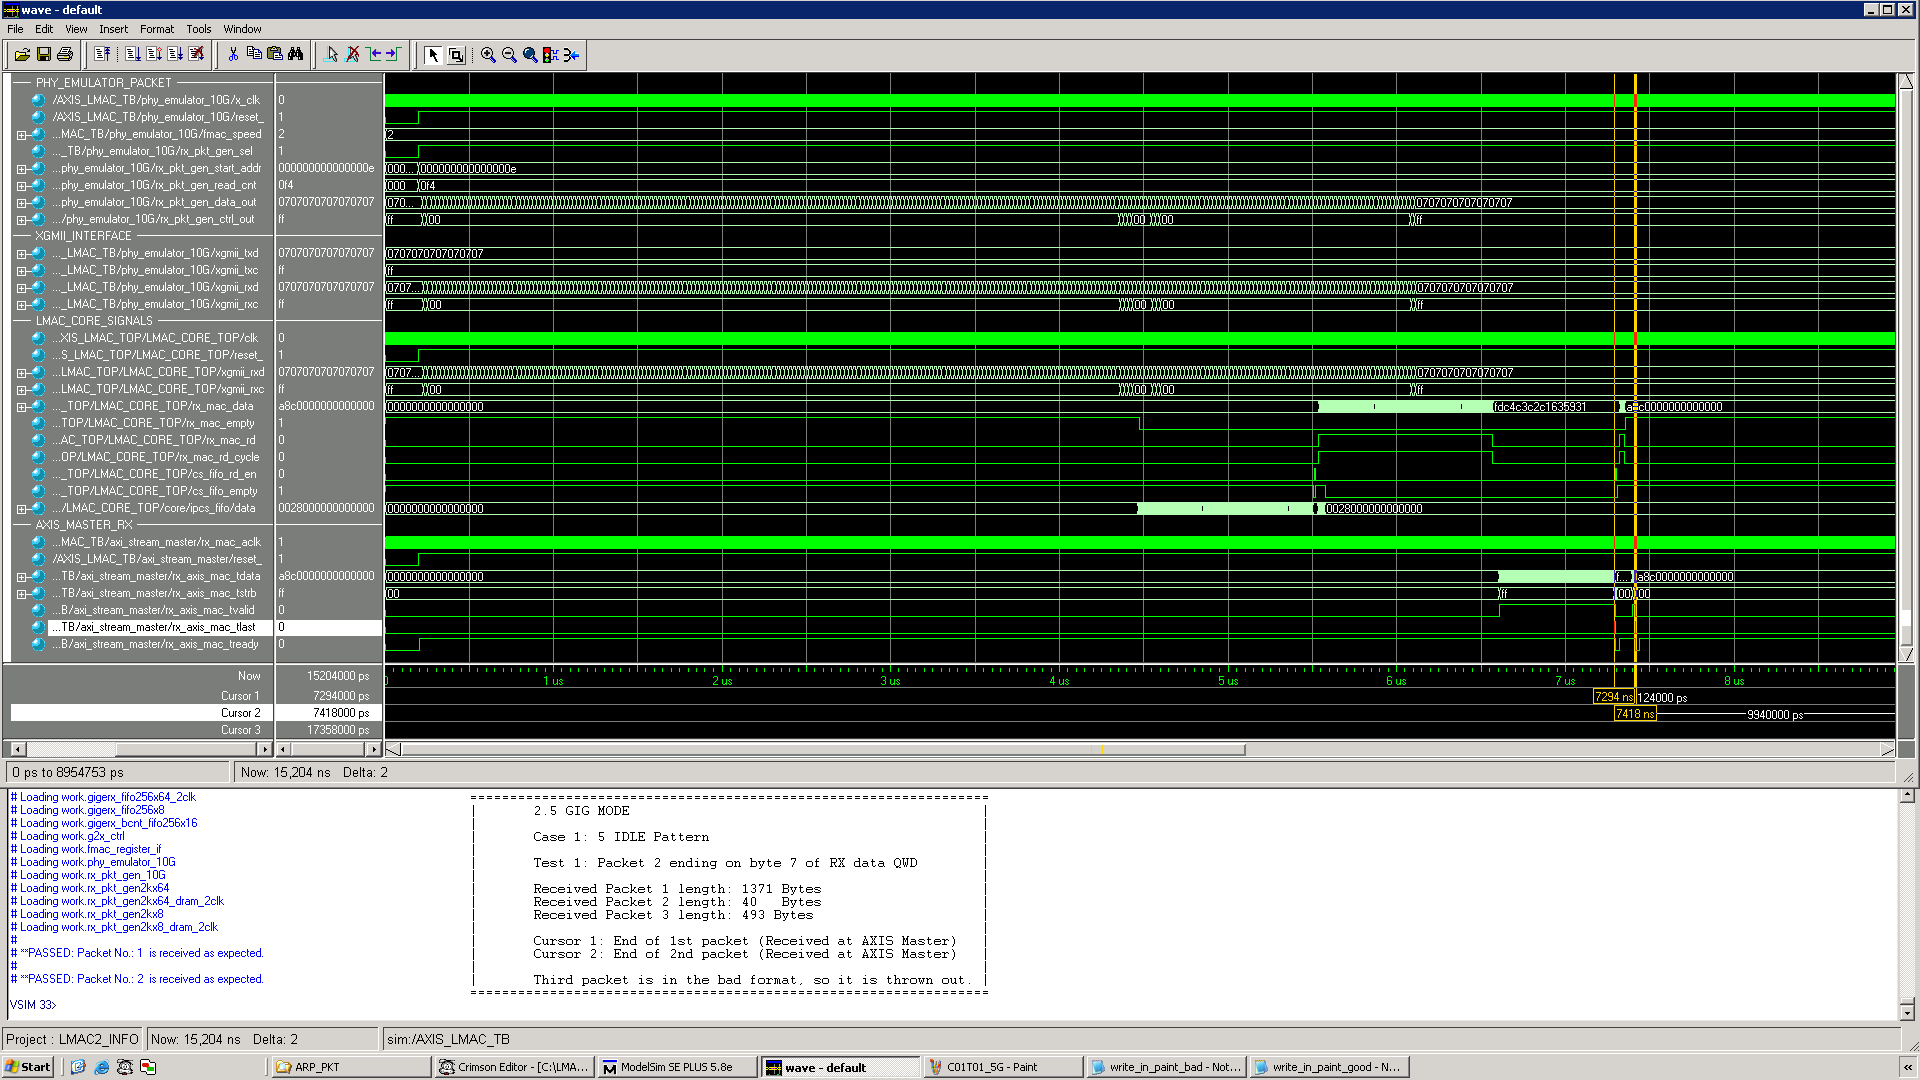 wave - default
File Edit View Insert Format Tools Window
PHY_EMULATOR_PACKET
/AXIS_LMAC_TB/phy_emulator_10G/x_clk 0
/AXIS_LMAC_TB/phy_emulator_10G/reset_ 1
...MAC_TB/phy_emulator_10G/fmac_speed 2 2
..._TB/phy_emulator_10G/rx_pkt_gen_sel 1
...phy_emulator_10G/rx_pkt_gen_start_addr 000000000000000e 000... 000000000000000e
...phy_emulator_10G/rx_pkt_gen_read_cnt 0f4 000 0f4
...phy_emulator_10G/rx_pkt_gen_data_out 0707070707070707 070... 0707070707070707
.../phy_emulator_10G/rx_pkt_gen_ctrl_out ff ff 00 00 00 ff
XGMII_INTERFACE
..._LMAC_TB/phy_emulator_10G/xgmii_txd 0707070707070707 0707070707070707
..._LMAC_TB/phy_emulator_10G/xgmii_txc ff ff
..._LMAC_TB/phy_emulator_10G/xgmii_rxd 0707070707070707 0707... 0707070707070707
..._LMAC_TB/phy_emulator_10G/xgmii_rxc ff ff 00 00 00 ff
LMAC_CORE_SIGNALS
...XIS_LMAC_TOP/LMAC_CORE_TOP/clk 0
...S_LMAC_TOP/LMAC_CORE_TOP/reset_ 1
...LMAC_TOP/LMAC_CORE_TOP/xgmii_rxd 0707070707070707 0707... 0707070707070707
...LMAC_TOP/LMAC_CORE_TOP/xgmii_rxc ff ff 00 00 00 ff
..._TOP/LMAC_CORE_TOP/rx_mac_data a8c0000000000000 0000000000000000 fdc4c3c2c1635931
...TOP/LMAC_CORE_TOP/rx_mac_empty 1
...AC_TOP/LMAC_CORE_TOP/rx_mac_rd 0
...OP/LMAC_CORE_TOP/rx_mac_rd_cycle 0
..._TOP/LMAC_CORE_TOP/cs_fifo_rd_en 0
..._TOP/LMAC_CORE_TOP/cs_fifo_empty 1
.../LMAC_CORE_TOP/core/ipcs_fifo/data 0028000000000000 0000000000000000 0028000000000000
AXIS_MASTER_RX
...MAC_TB/axi_stream_master/rx_mac_aclk 1
/AXIS_LMAC_TB/axi_stream_master/reset_ 1
...TB/axi_stream_master/rx_axis_mac_tdata a8c0000000000000 0000000000000000 f... a8c0000000000000
...TB/axi_stream_master/rx_axis_mac_tstrb ff 00 ff 00 00
...B/axi_stream_master/rx_axis_mac_tvalid 0
...TB/axi_stream_master/rx_axis_mac_tlast 0
...B/axi_stream_master/rx_axis_mac_tready 0
Now 15204000 ps 1 us 2 us 3 us 4 us 5 us 6 us 7 us 8 us
Cursor 1 7294000 ps 7294 ns 124000 ps
Cursor 2 7418000 ps 7418 ns 9940000 ps
Cursor 3 17358000 ps
0 ps to 8954753 ps Now: 15,204 ns Delta: 2
# Loading work.gigerx_fifo256x64_2clk
# Loading work.gigerx_fifo256x8
# Loading work.gigerx_bcnt_fifo256x16
# Loading work.g2x_ctrl
# Loading work.fmac_register_if
# Loading work.phy_emulator_10G
# Loading work.rx_pkt_gen_10G
# Loading work.rx_pkt_gen2kx64
# Loading work.rx_pkt_gen2kx64_dram_2clk
# Loading work.rx_pkt_gen2kx8
# Loading work.rx_pkt_gen2kx8_dram_2clk
#
# **PASSED: Packet No.: 1 is received as expected.
#
# **PASSED: Packet No.: 2 is received as expected.
VSIM 33>
2.5 GIG MODE
Case 1: 5 IDLE Pattern
Test 1: Packet 2 ending on byte 7 of RX data QWD
Received Packet 1 length: 1371 Bytes
Received Packet 2 length: 40 Bytes
Received Packet 3 length: 493 Bytes
Cursor 1: End of 1st packet (Received at AXIS Master)
Cursor 2: End of 2nd packet (Received at AXIS Master)
Third packet is in the bad format, so it is thrown out.
Project : LMAC2_INFO Now: 15,204 ns Delta: 2 sim:/AXIS_LMAC_TB
Start ARP_PKT Crimson Editor - [C:\LMA... ModelSim SE PLUS 5.8e wave - default C01T01_5G - Paint write_in_paint_bad - Not... write_in_paint_good - N...